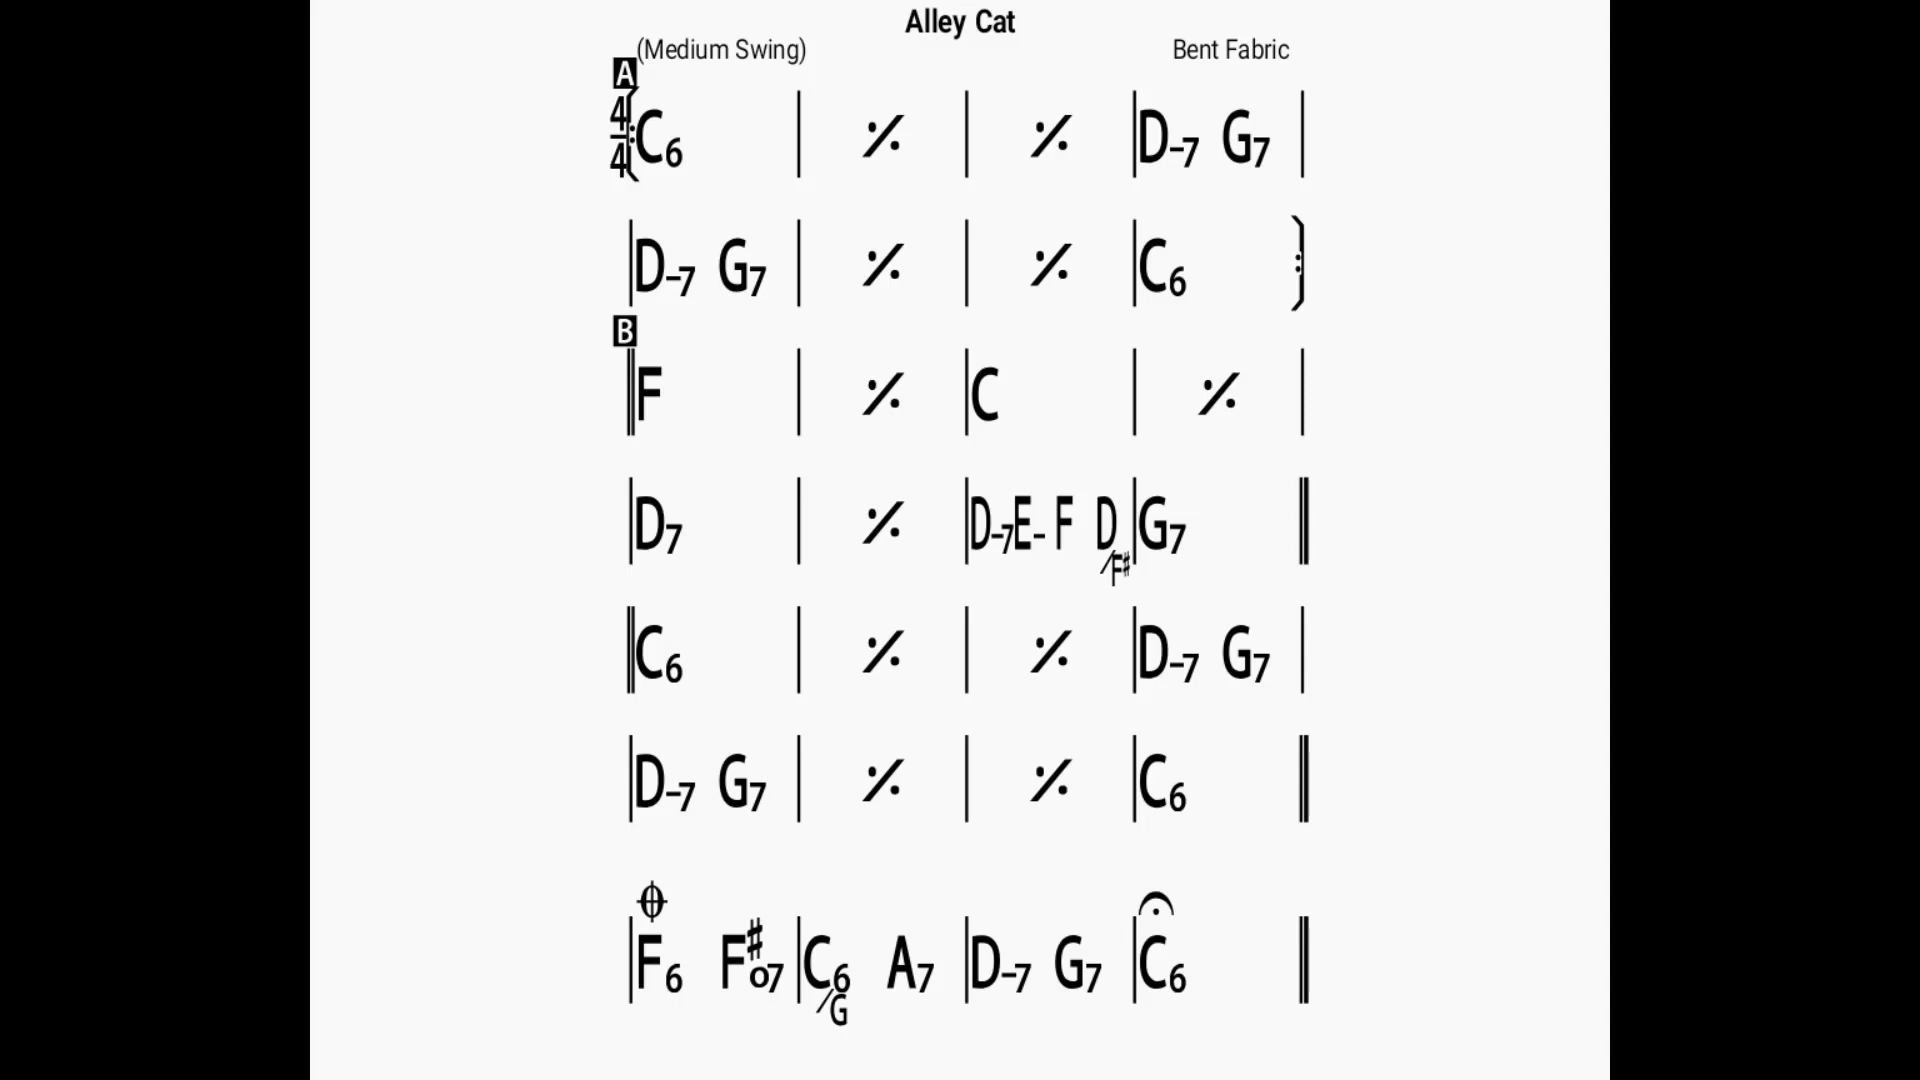 Alley Cat
(Medium Swing) Bent Fabric
A
4/4 C6 | 𝄎 | 𝄎 | D–7 G7 |
| D–7 G7 | 𝄎 | 𝄎 | C6
B
F | 𝄎 | C | 𝄎 |
| D7 | 𝄎 | D–7 E– F D/F♯ | G7
C6 | 𝄎 | 𝄎 | D–7 G7 |
| D–7 G7 | 𝄎 | 𝄎 | C6
| F6 F♯o7 | C6/G A7 | D–7 G7 | C6